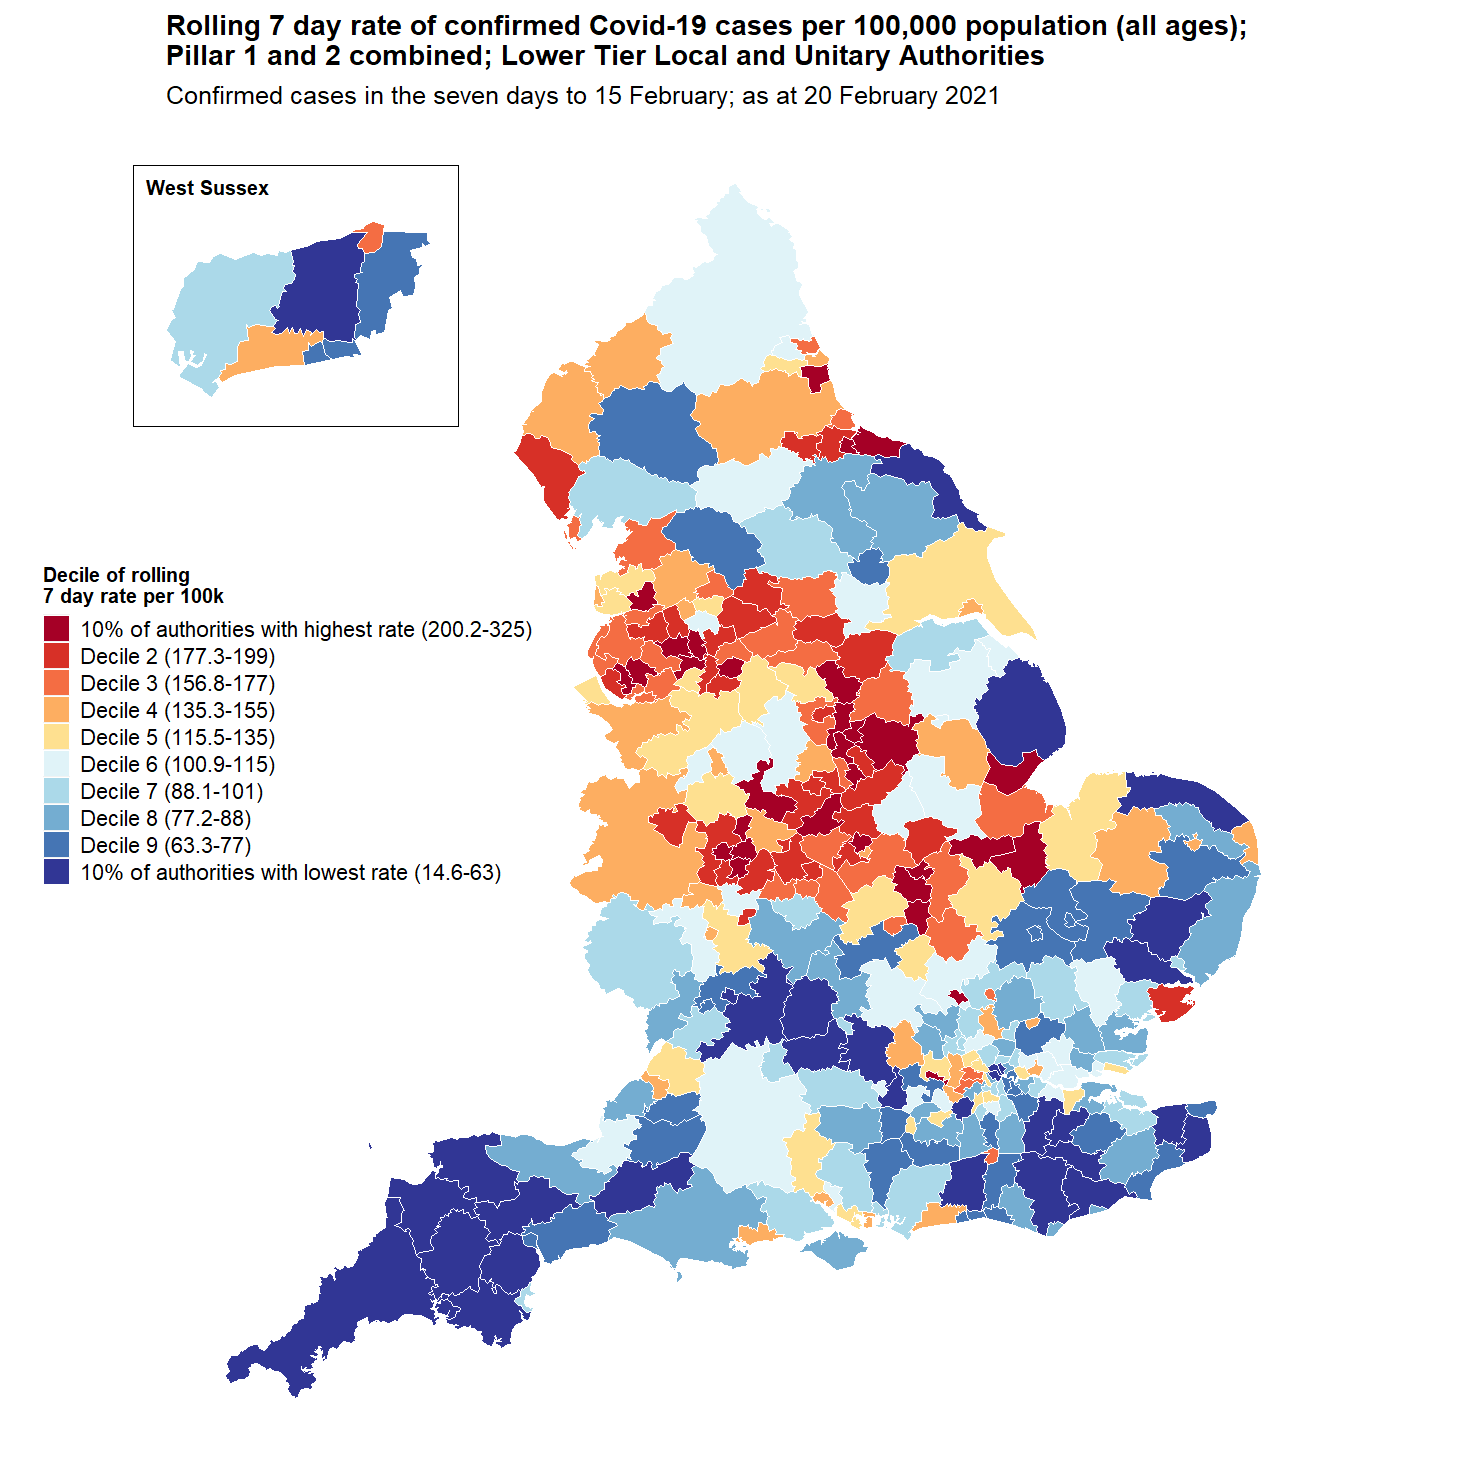 Rolling 7 day rate of confirmed Covid-19 cases per 100,000 population (all ages);
Pillar 1 and 2 combined; Lower Tier Local and Unitary Authorities
Confirmed cases in the seven days to 15 February; as at 20 February 2021
West Sussex
Decile of rolling
7 day rate per 100k
10% of authorities with highest rate (200.2-325)
Decile 2 (177.3-199)
Decile 3 (156.8-177)
Decile 4 (135.3-155)
Decile 5 (115.5-135)
Decile 6 (100.9-115)
Decile 7 (88.1-101)
Decile 8 (77.2-88)
Decile 9 (63.3-77)
10% of authorities with lowest rate (14.6-63)